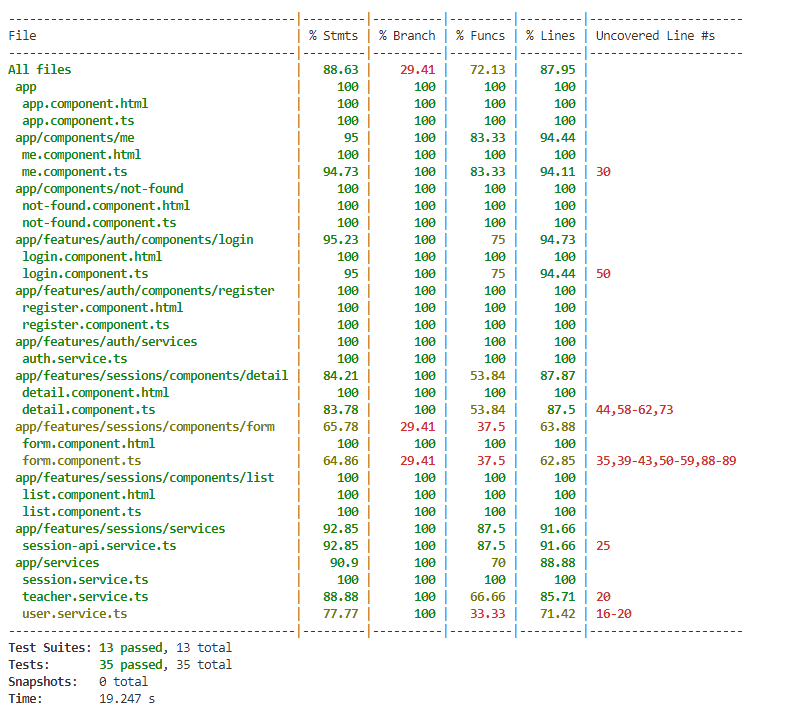 -------------------------------|---------|----------|---------|---------|-------------------
File | % Stmts | % Branch | % Funcs | % Lines | Uncovered Line #s
-------------------------------|---------|----------|---------|---------|-------------------
All files | 88.63 | 29.41 | 72.13 | 87.95 |
app | 100 | 100 | 100 | 100 |
app.component.html | 100 | 100 | 100 | 100 |
app.component.ts | 100 | 100 | 100 | 100 |
app/components/me | 95 | 100 | 83.33 | 94.44 |
me.component.html | 100 | 100 | 100 | 100 |
me.component.ts | 94.73 | 100 | 83.33 | 94.11 | 30
app/components/not-found | 100 | 100 | 100 | 100 |
not-found.component.html | 100 | 100 | 100 | 100 |
not-found.component.ts | 100 | 100 | 100 | 100 |
app/features/auth/components/login | 95.23 | 100 | 75 | 94.73 |
login.component.html | 100 | 100 | 100 | 100 |
login.component.ts | 95 | 100 | 75 | 94.44 | 50
app/features/auth/components/register | 100 | 100 | 100 | 100 |
register.component.html | 100 | 100 | 100 | 100 |
register.component.ts | 100 | 100 | 100 | 100 |
app/features/auth/services | 100 | 100 | 100 | 100 |
auth.service.ts | 100 | 100 | 100 | 100 |
app/features/sessions/components/detail | 84.21 | 100 | 53.84 | 87.87 |
detail.component.html | 100 | 100 | 100 | 100 |
detail.component.ts | 83.78 | 100 | 53.84 | 87.5 | 44,58-62,73
app/features/sessions/components/form | 65.78 | 29.41 | 37.5 | 63.88 |
form.component.html | 100 | 100 | 100 | 100 |
form.component.ts | 64.86 | 29.41 | 37.5 | 62.85 | 35,39-43,50-59,88-89
app/features/sessions/components/list | 100 | 100 | 100 | 100 |
list.component.html | 100 | 100 | 100 | 100 |
list.component.ts | 100 | 100 | 100 | 100 |
app/features/sessions/services | 92.85 | 100 | 87.5 | 91.66 |
session-api.service.ts | 92.85 | 100 | 87.5 | 91.66 | 25
app/services | 90.9 | 100 | 70 | 88.88 |
session.service.ts | 100 | 100 | 100 | 100 |
teacher.service.ts | 88.88 | 100 | 66.66 | 85.71 | 20
user.service.ts | 77.77 | 100 | 33.33 | 71.42 | 16-20
-------------------------------|---------|----------|---------|---------|-------------------
Test Suites: 13 passed, 13 total
Tests: 35 passed, 35 total
Snapshots: 0 total
Time: 19.247 s